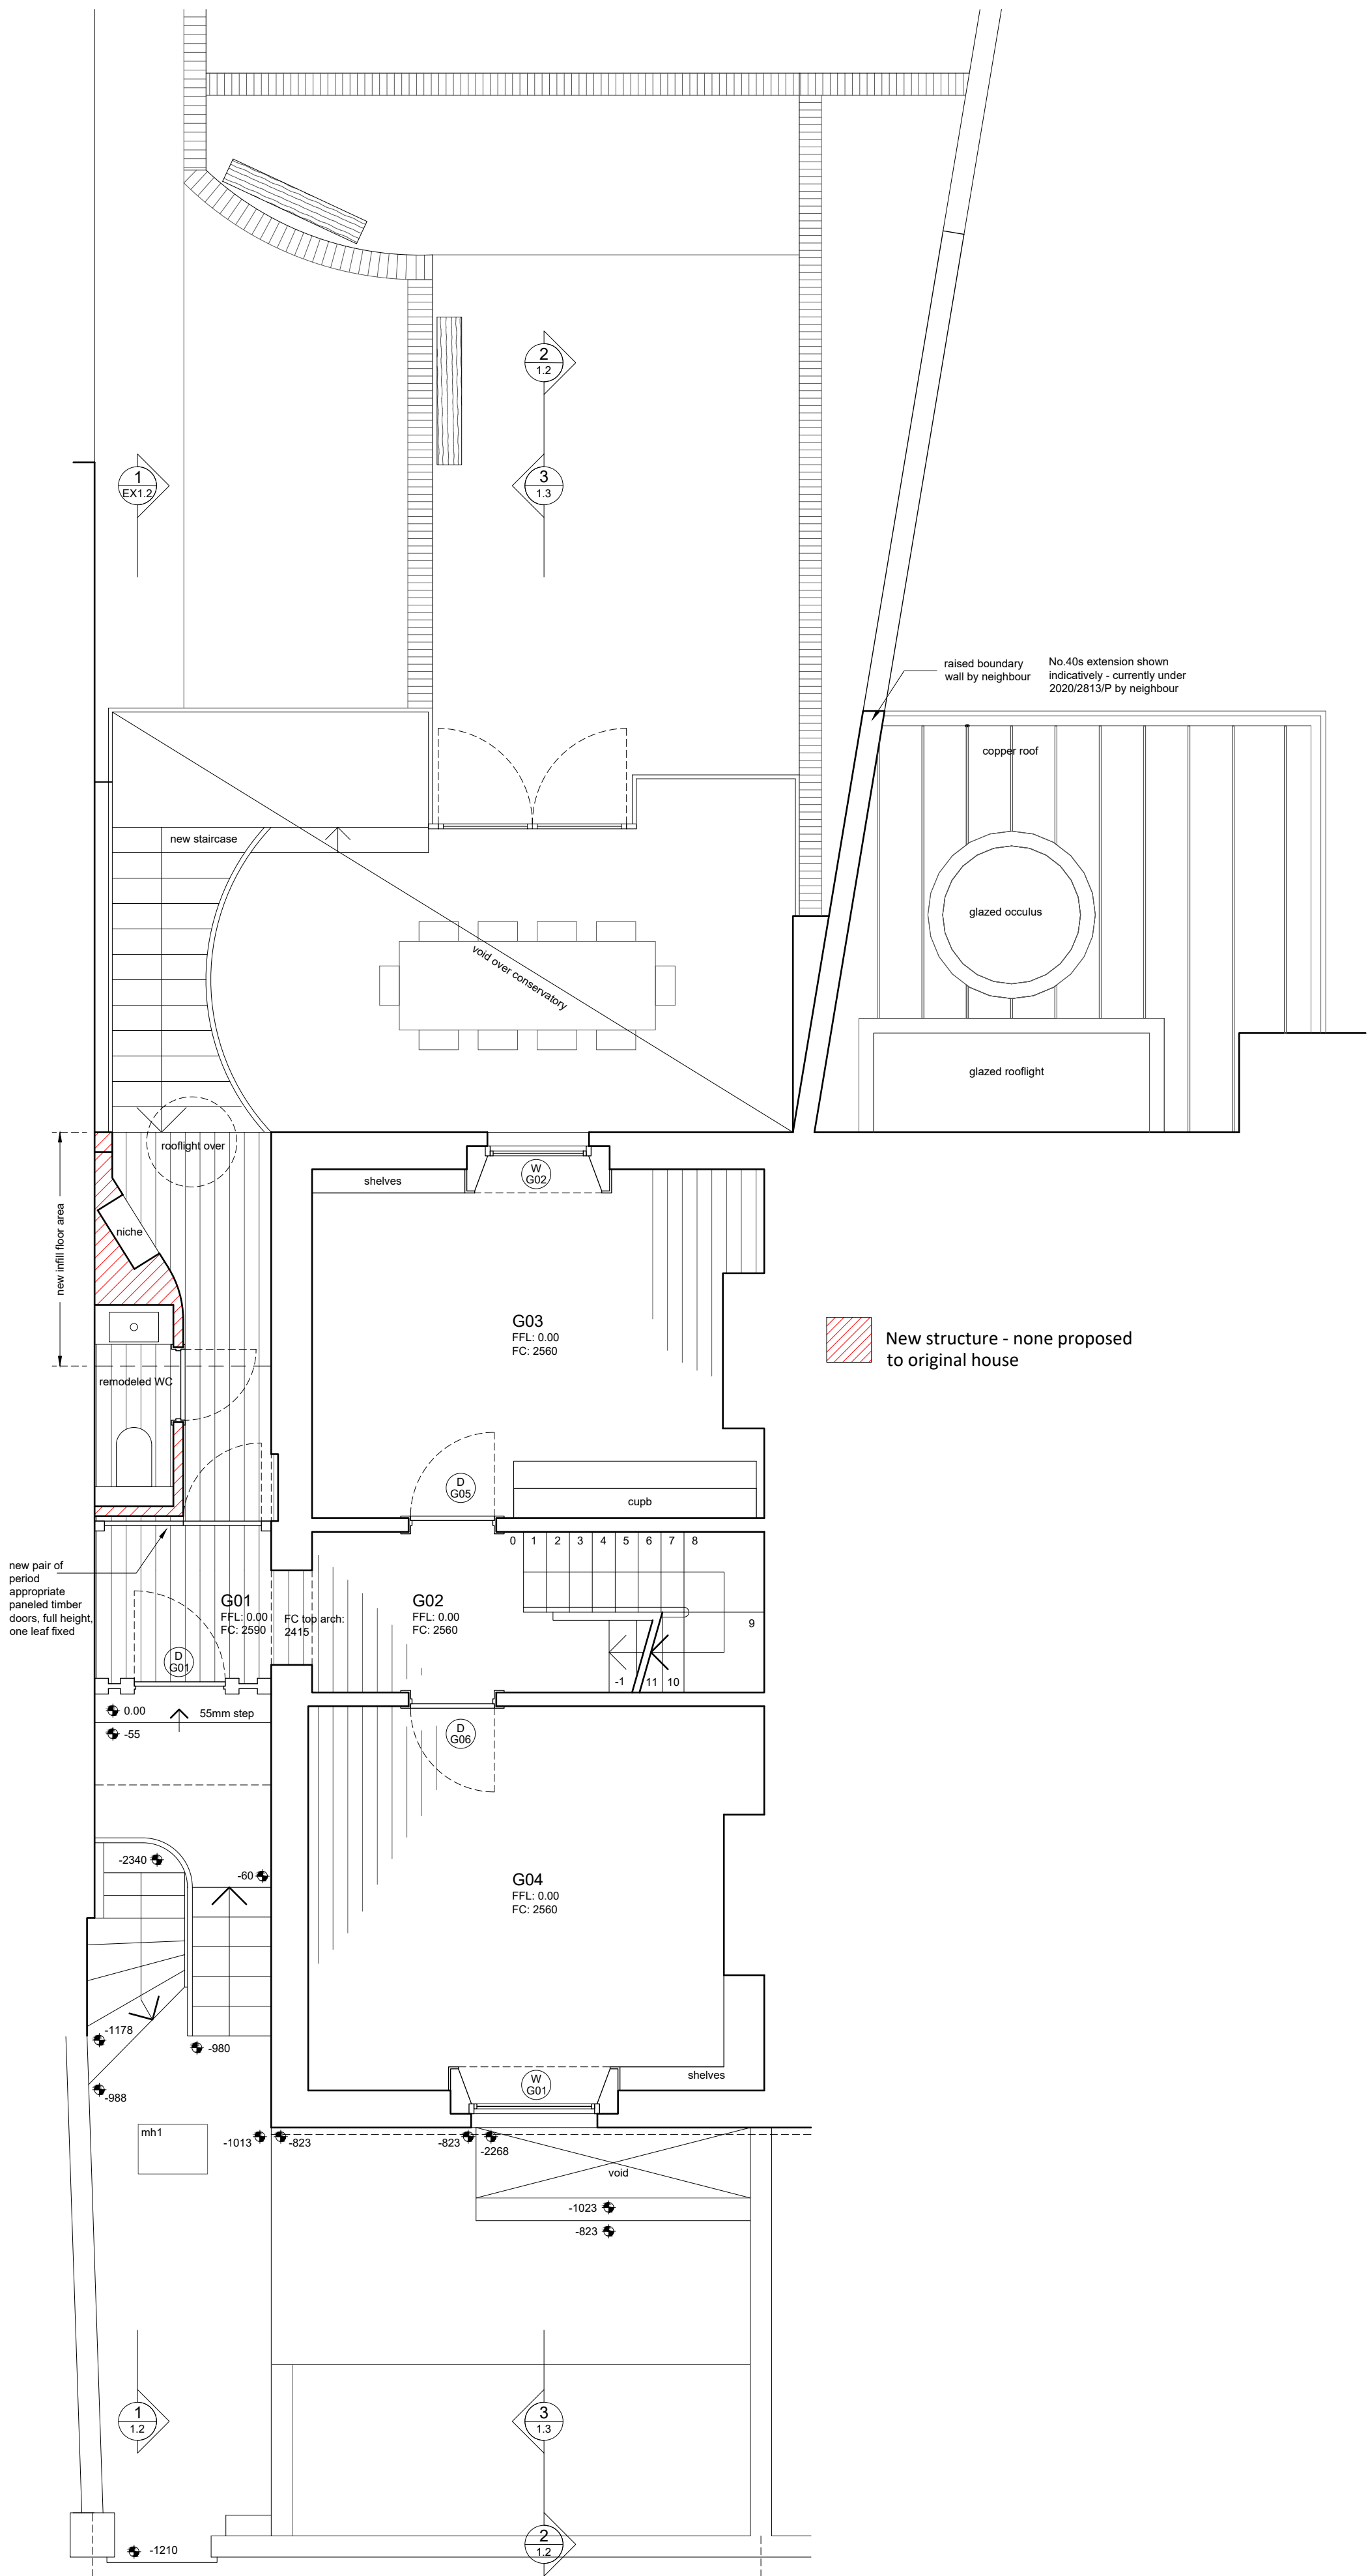 2
1.2
1
EX1.2
3
1.3
raised boundary
wall by neighbour
No.40s extension shown
indicatively - currently under
2020/2813/P by neighbour
copper roof
new staircase
glazed occulus
void over conservatory
glazed rooflight
rooflight over
shelves
W
G02
new infill floor area
niche
G03
FFL: 0.00
FC: 2560
New structure - none proposed
to original house
remodeled WC
D
G05
cupb
0 1 2 3 4 5 6 7 8
new pair of
period
appropriate
paneled timber
doors, full height,
one leaf fixed
G01
FFL: 0.00
FC: 2590
FC top arch:
2415
G02
FFL: 0.00
FC: 2560
9
D
G01
-1 11 10
0.00
55mm step
-55
D
G06
-2340
-60
G04
FFL: 0.00
FC: 2560
-1178
-980
-988
W
G01
shelves
mh1
-1013
-823
-823
-2268
void
-1023
-823
1
1.2
3
1.3
2
1.2
-1210